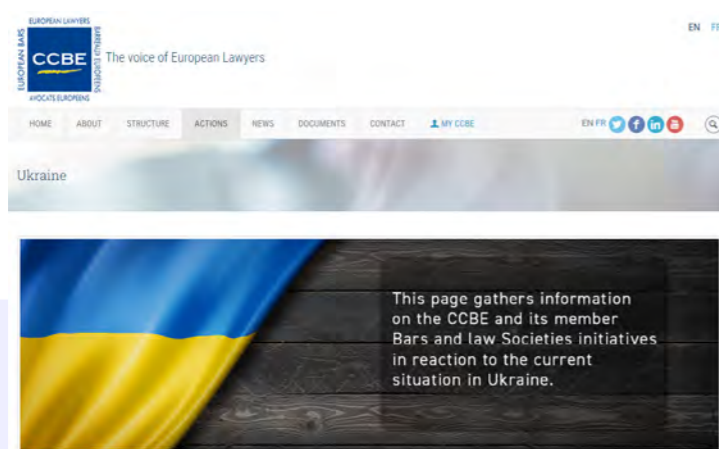 EUROPEAN LAWYERS
EUROPEAN BARS
CCBE
AVOCATS EUROPEENS
The voice of European Lawyers
EN FR
HOME ABOUT STRUCTURE ACTIONS NEWS DOCUMENTS CONTACT MY CCBE EN FR
Ukraine
This page gathers information
on the CCBE and its member
Bars and law Societies initiatives
in reaction to the current
situation in Ukraine.